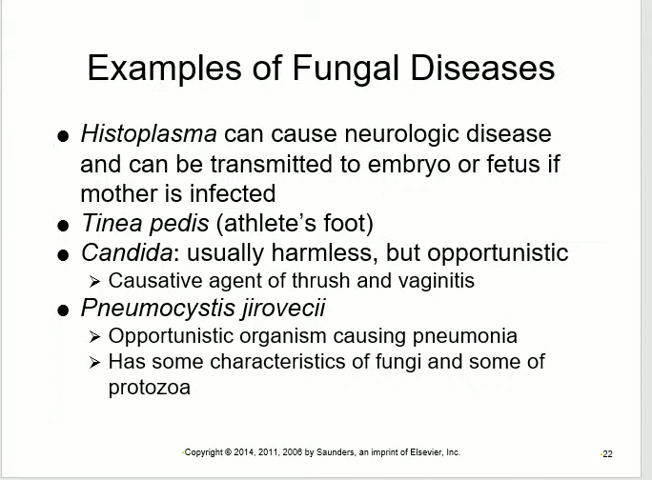 Examples of Fungal Diseases
● Histoplasma can cause neurologic disease
and can be transmitted to embryo or fetus if
mother is infected
● Tinea pedis (athlete's foot)
● Candida: usually harmless, but opportunistic
➢ Causative agent of thrush and vaginitis
● Pneumocystis jirovecii
➢ Opportunistic organism causing pneumonia
➢ Has some characteristics of fungi and some of
protozoa
Copyright © 2014, 2011, 2006 by Saunders, an imprint of Elsevier, Inc.
22